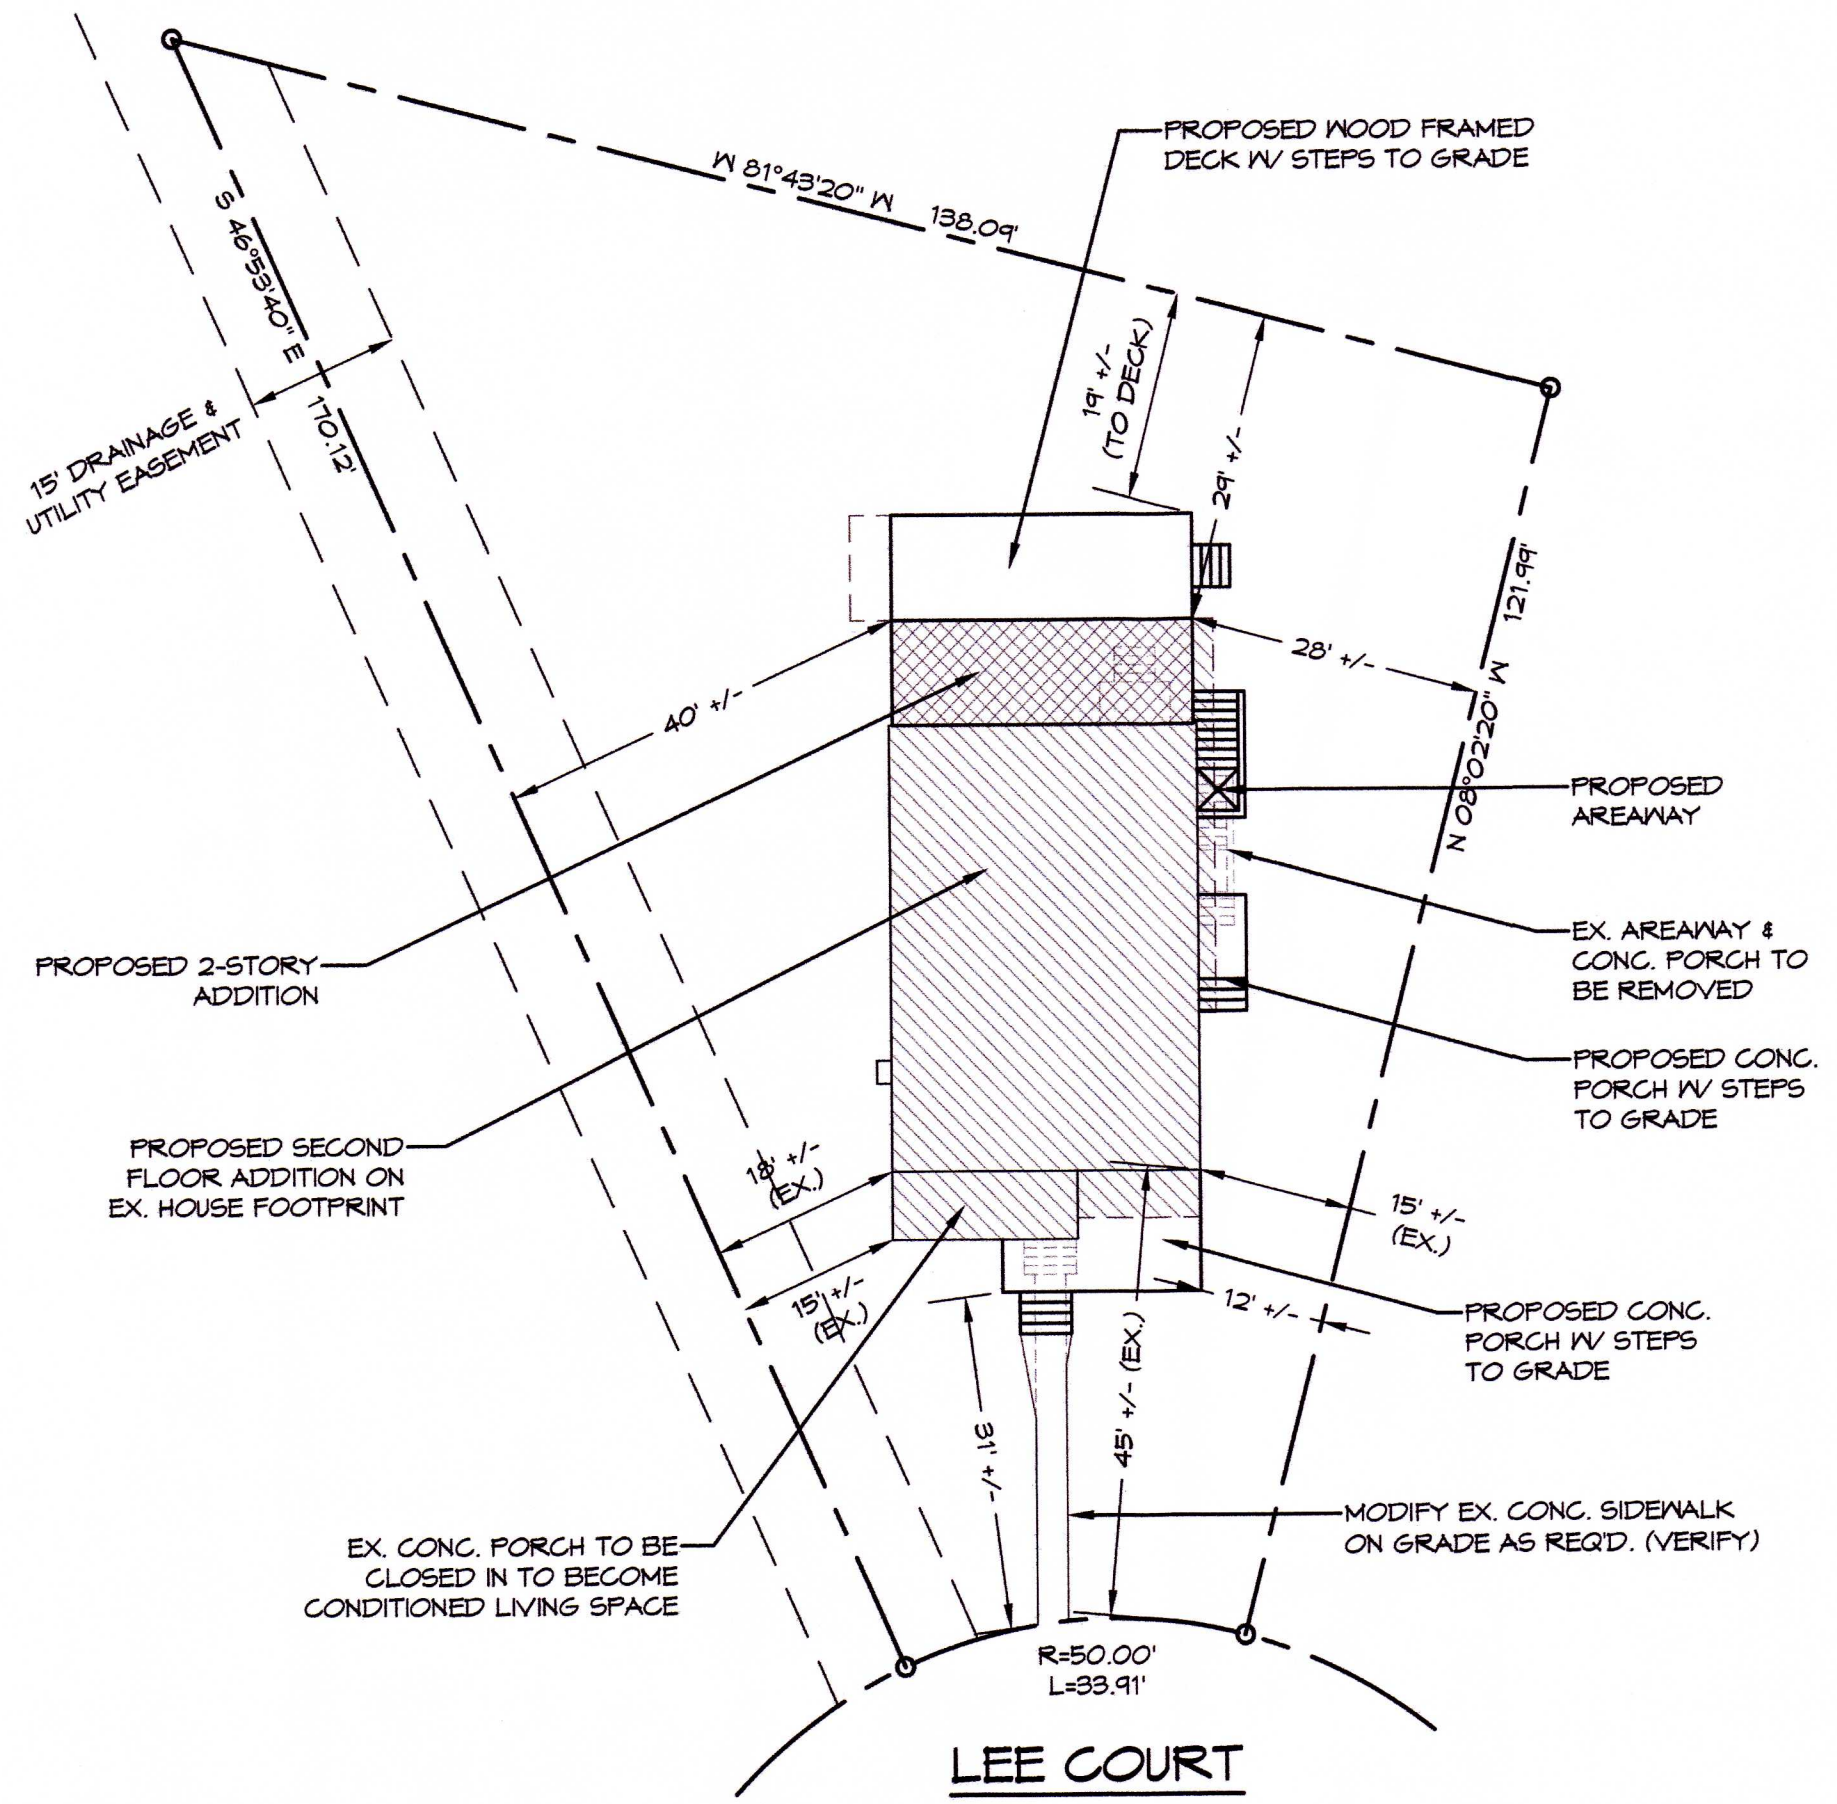 PROPOSED WOOD FRAMED
DECK W/ STEPS TO GRADE
W 81°43'20" W 138.09'
S 46°53'40" E 170.12'
19' +/-
(TO DECK)
29' +/-
15' DRAINAGE &
UTILITY EASEMENT
121.99'
N 08°02'20" W
28' +/-
40' +/-
PROPOSED
AREAWAY
PROPOSED 2-STORY
ADDITION
EX. AREAWAY &
CONC. PORCH TO
BE REMOVED
PROPOSED CONC.
PORCH W/ STEPS
TO GRADE
PROPOSED SECOND
FLOOR ADDITION ON
EX. HOUSE FOOTPRINT
18' +/-
(EX.)
15' +/-
(EX.)
15' +/-
(EX.)
12' +/-
PROPOSED CONC.
PORCH W/ STEPS
TO GRADE
31' +/-
45' +/- (EX.)
MODIFY EX. CONC. SIDEWALK
ON GRADE AS REQ'D. (VERIFY)
EX. CONC. PORCH TO BE
CLOSED IN TO BECOME
CONDITIONED LIVING SPACE
R=50.00'
L=33.91'
LEE COURT